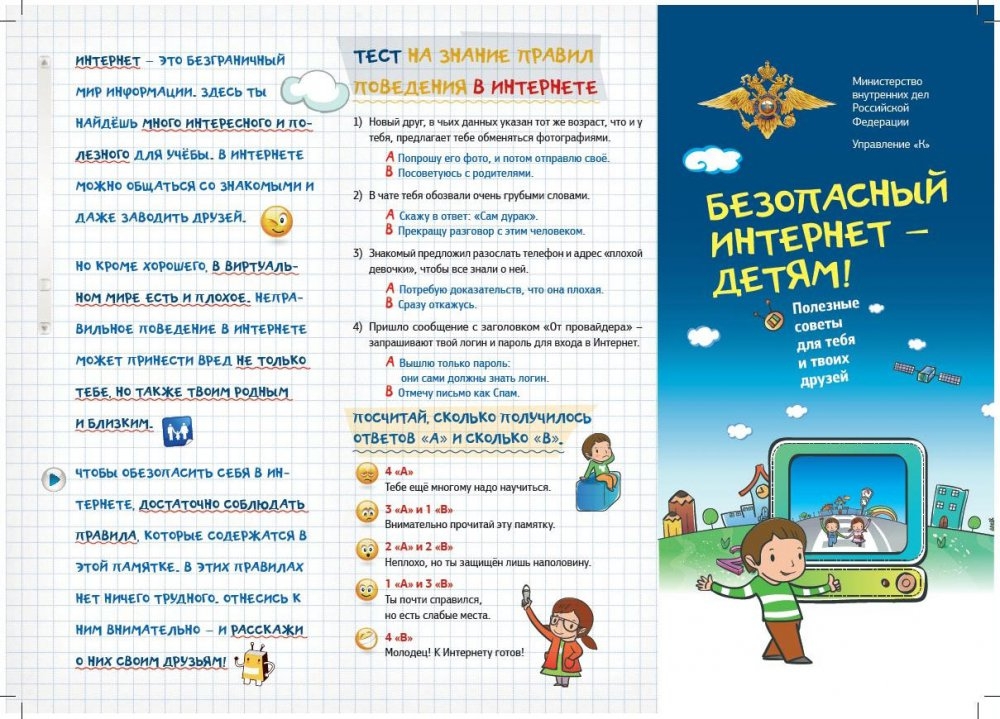 ИНТЕРНЕТ – ЭТО БЕЗГРАНИЧНЫЙ
МИР ИНФОРМАЦИИ. ЗДЕСЬ ТЫ
НАЙДЁШЬ МНОГО ИНТЕРЕСНОГО И ПО-
ЛЕЗНОГО ДЛЯ УЧЁБЫ. В ИНТЕРНЕТЕ
МОЖНО ОБЩАТЬСЯ СО ЗНАКОМЫМИ И
ДАЖЕ ЗАВОДИТЬ ДРУЗЕЙ.
НО КРОМЕ ХОРОШЕГО, В ВИРТУАЛЬ-
НОМ МИРЕ ЕСТЬ И ПЛОХОЕ. НЕПРА-
ВИЛЬНОЕ ПОВЕДЕНИЕ В ИНТЕРНЕТЕ
МОЖЕТ ПРИНЕСТИ ВРЕД НЕ ТОЛЬКО
ТЕБЕ, НО ТАКЖЕ ТВОИМ РОДНЫМ
И БЛИЗКИМ.
ЧТОБЫ ОБЕЗОПАСИТЬ СЕБЯ В ИН-
ТЕРНЕТЕ, ДОСТАТОЧНО СОБЛЮДАТЬ
ПРАВИЛА, КОТОРЫЕ СОДЕРЖАТСЯ В
ЭТОЙ ПАМЯТКЕ. В ЭТИХ ПРАВИЛАХ
НЕТ НИЧЕГО ТРУДНОГО. ОТНЕСИСЬ К
НИМ ВНИМАТЕЛЬНО – И РАССКАЖИ
О НИХ СВОИМ ДРУЗЬЯМ!
ТЕСТ НА ЗНАНИЕ ПРАВИЛ
ПОВЕДЕНИЯ В ИНТЕРНЕТЕ
1) Новый друг, в чьих данных указан тот же возраст, что и у
тебя, предлагает тебе обменяться фотографиями.
А Попрошу его фото, и потом отправлю своё.
В Посоветуюсь с родителями.
2) В чате тебя обозвали очень грубыми словами.
А Скажу в ответ: «Сам дурак».
В Прекращу разговор с этим человеком.
3) Знакомый предложил разослать телефон и адрес «плохой
девочки», чтобы все знали о ней.
А Потребую доказательств, что она плохая.
В Сразу откажусь.
4) Пришло сообщение с заголовком «От провайдера» –
запрашивают твой логин и пароль для входа в Интернет.
А Вышлю только пароль:
они сами должны знать логин.
В Отмечу письмо как Спам.
ПОСЧИТАЙ, СКОЛЬКО ПОЛУЧИЛОСЬ
ОТВЕТОВ «А» И СКОЛЬКО «В».
4 «А»
Тебе ещё многому надо научиться.
3 «А» и 1 «В»
Внимательно прочитай эту памятку.
2 «А» и 2 «В»
Неплохо, но ты защищён лишь наполовину.
1 «А» и 3 «В»
Ты почти справился,
но есть слабые места.
4 «В»
Молодец! К Интернету готов!
Министерство
внутренних дел
Российской
Федерации
Управление «К»
БЕЗОПАСНЫЙ
ИНТЕРНЕТ –
ДЕТЯМ!
Полезные
советы
для тебя
и твоих
друзей